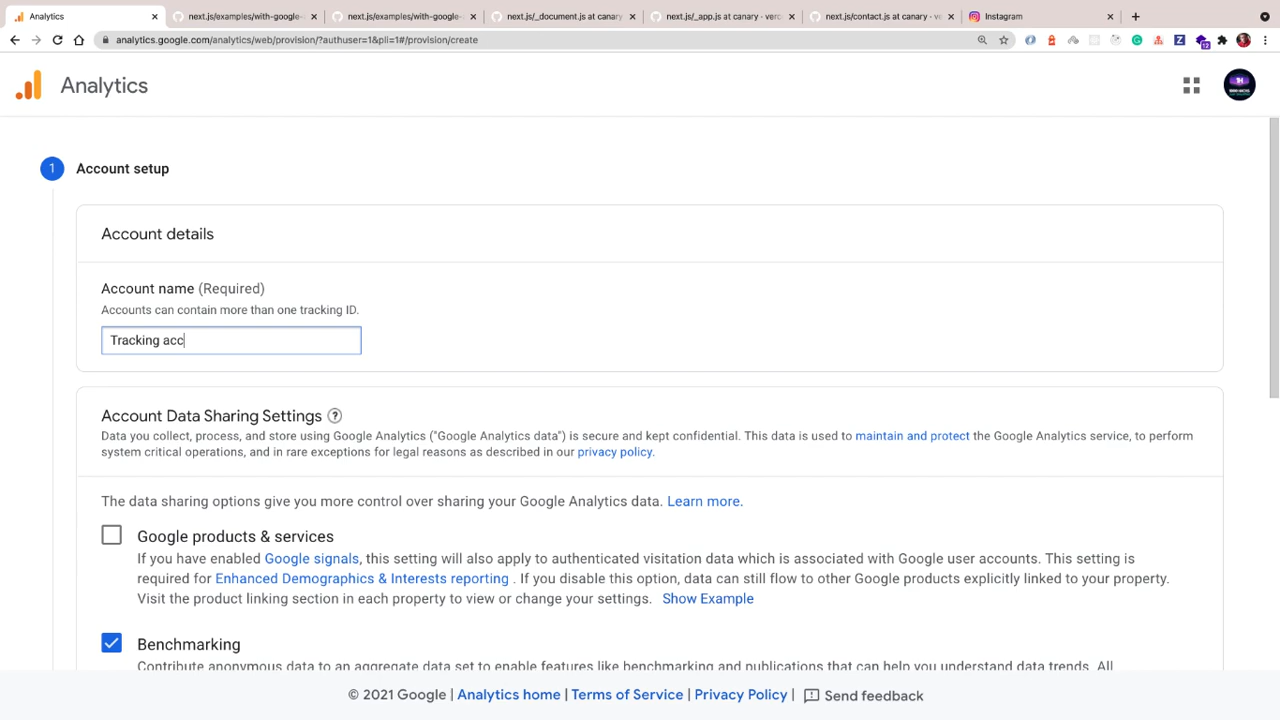 Analytics
next.js/examples/with-google-
next.js/examples/with-google-
next.js/_document.js at canary
next.js/_app.js at canary · verc
next.js/contact.js at canary · ve
Instagram
analytics.google.com/analytics/web/provision/?authuser=1&pli=1#/provision/create
12
Analytics
1
Account setup
Account details
Account name (Required)
Accounts can contain more than one tracking ID.
Tracking acc
Account Data Sharing Settings ?
Data you collect, process, and store using Google Analytics ("Google Analytics data") is secure and kept confidential. This data is used to maintain and protect the Google Analytics service, to perform
system critical operations, and in rare exceptions for legal reasons as described in our privacy policy.
The data sharing options give you more control over sharing your Google Analytics data. Learn more.
Google products & services
If you have enabled Google signals, this setting will also apply to authenticated visitation data which is associated with Google user accounts. This setting is
required for Enhanced Demographics & Interests reporting . If you disable this option, data can still flow to other Google products explicitly linked to your property.
Visit the product linking section in each property to view or change your settings. Show Example
Benchmarking
Contribute anonymous data to an aggregate data set to enable features like benchmarking and publications that can help you understand data trends. All
© 2021 Google | Analytics home | Terms of Service | Privacy Policy | Send feedback